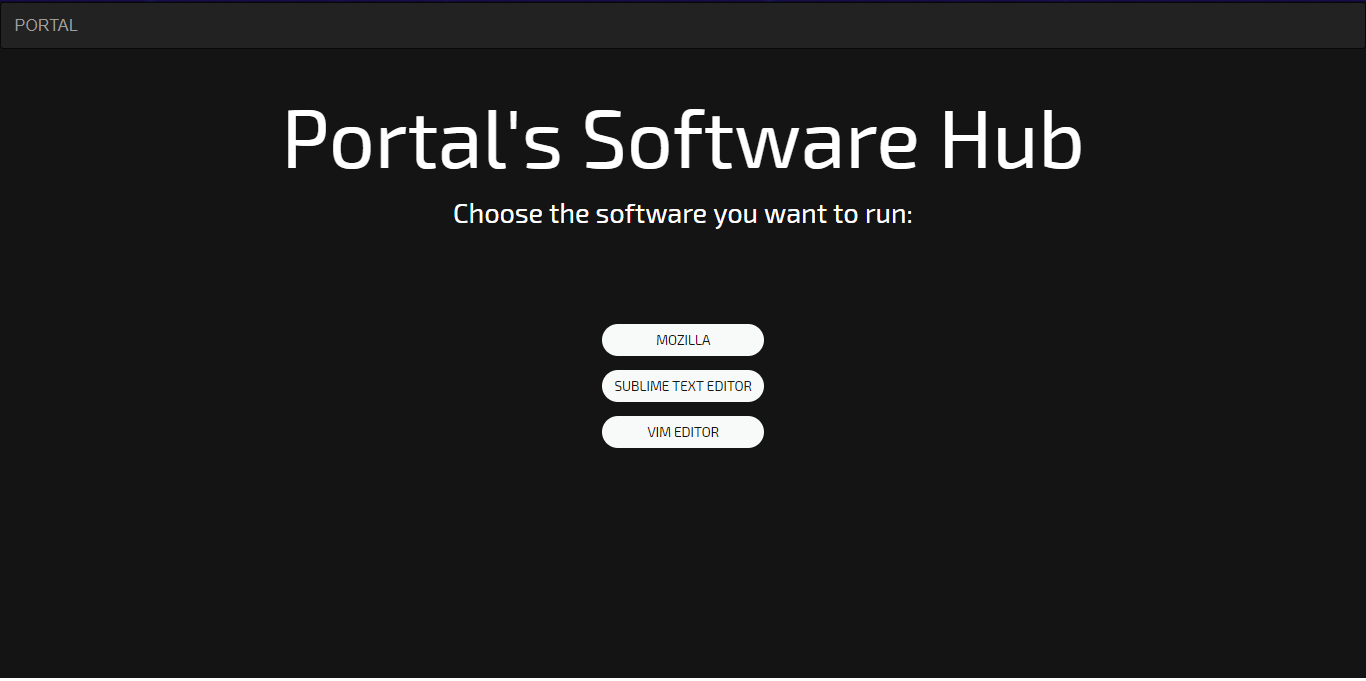 PORTAL
Portal's Software Hub
Choose the software you want to run:
MOZILLA
SUBLIME TEXT EDITOR
VIM EDITOR